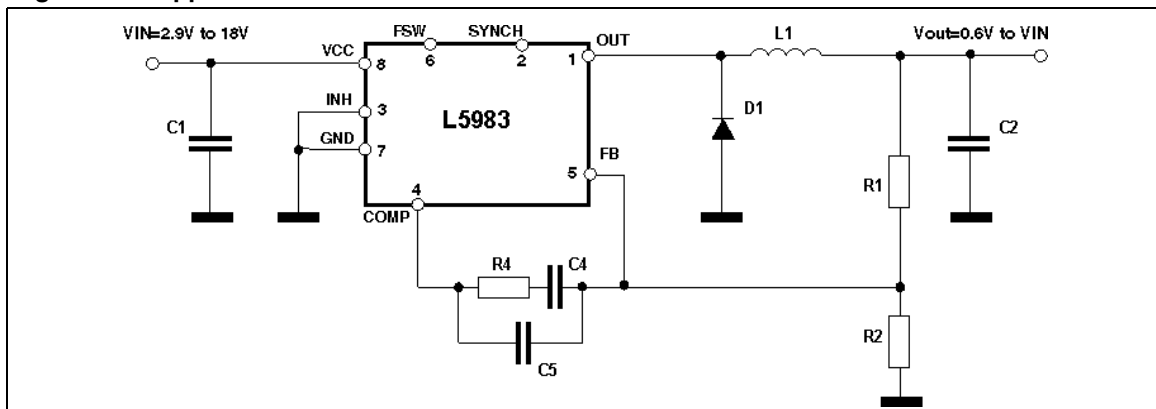 VIN=2.9V to 18V
VCC
FSW
SYNCH
OUT
L1
Vout=0.6V to VIN
8
6
2
1
INH
3
L5983
D1
C1
GND
7
FB
5
C2
R1
4
COMP
R4
C4
R2
C5